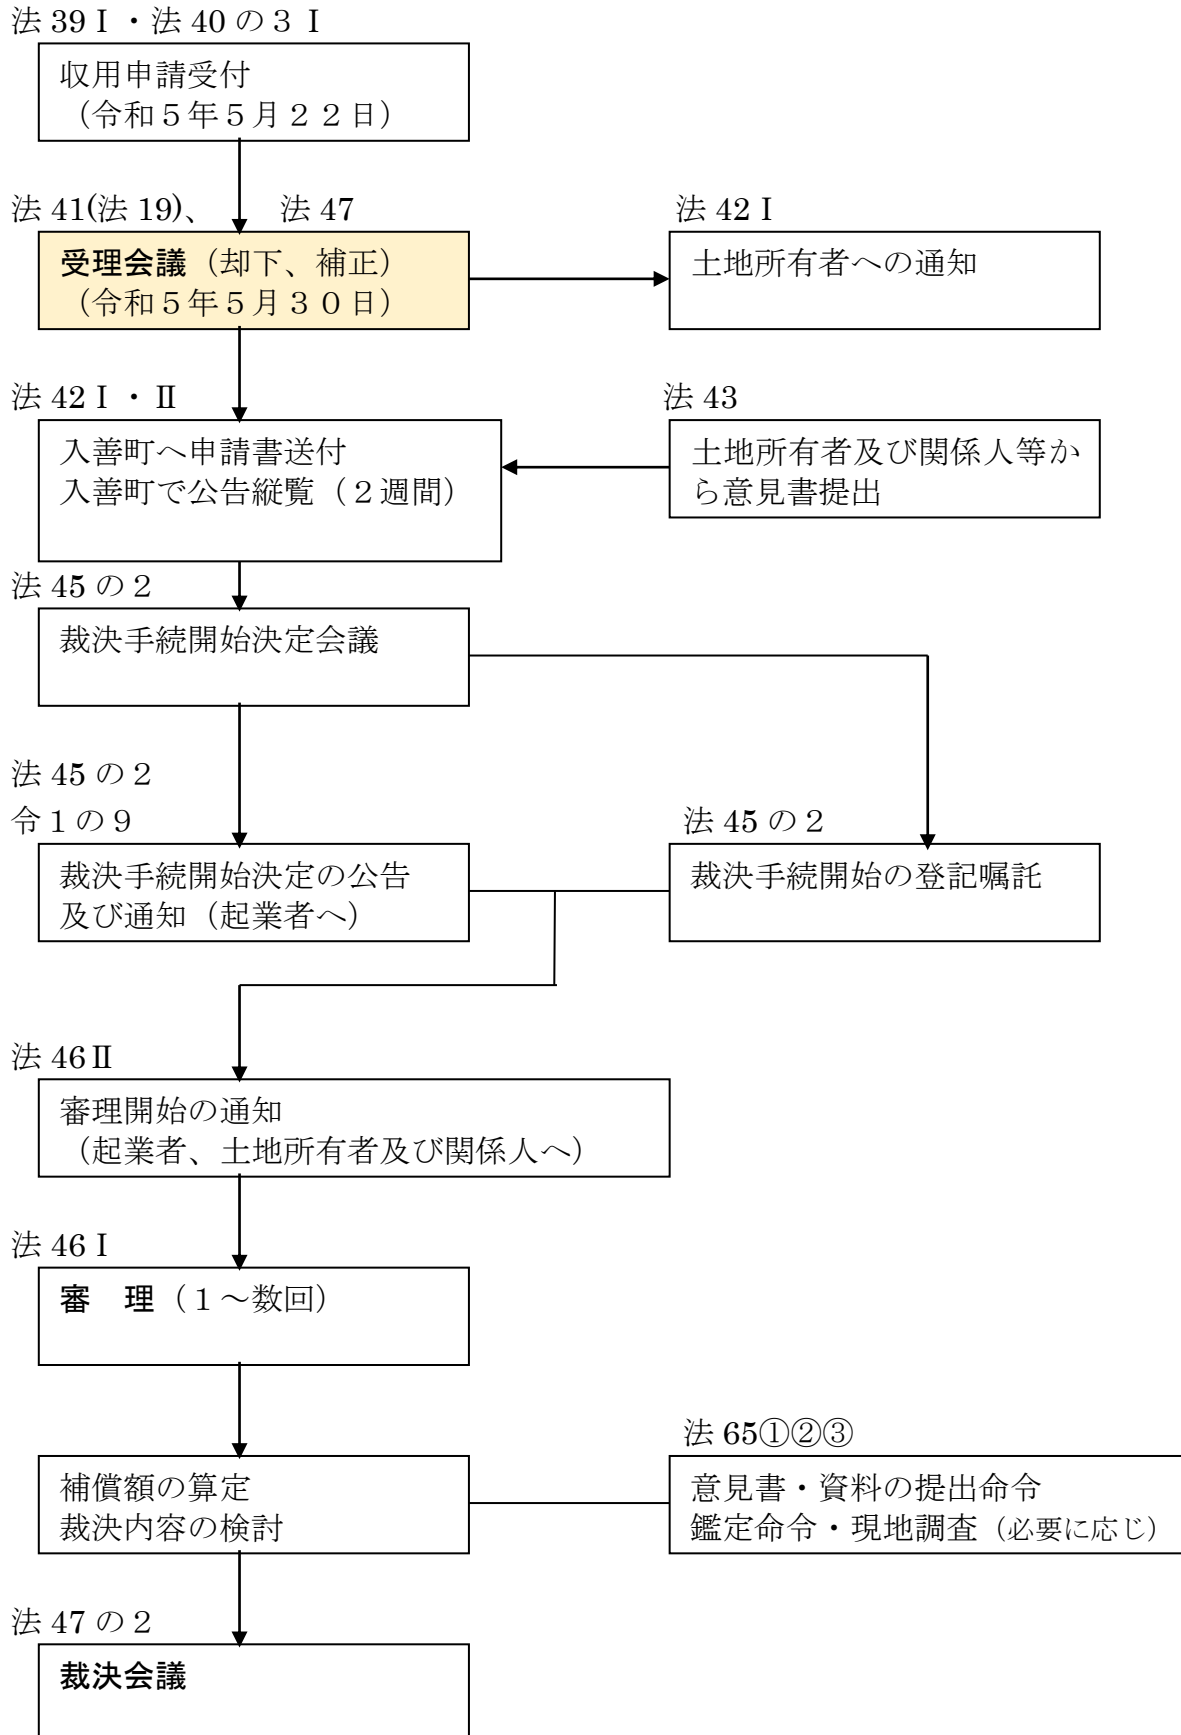 法 39Ⅰ・法 40 の３Ⅰ
収用申請受付
（令和５年５月２２日）
法 41(法 19)、　　法 47
受理会議（却下、補正）
（令和５年５月３０日）
法 42Ⅰ
土地所有者への通知
法 42Ⅰ・Ⅱ
入善町へ申請書送付
入善町で公告縦覧（２週間）
法 43
土地所有者及び関係人等か
ら意見書提出
法 45 の２
裁決手続開始決定会議
法 45 の２
令１の９
裁決手続開始決定の公告
及び通知（起業者へ）
法 45 の２
裁決手続開始の登記嘱託
法 46Ⅱ
審理開始の通知
（起業者、土地所有者及び関係人へ）
法 46Ⅰ
審　理（１～数回）
補償額の算定
裁決内容の検討
法 65①②③
意見書・資料の提出命令
鑑定命令・現地調査（必要に応じ）
法 47 の２
裁決会議